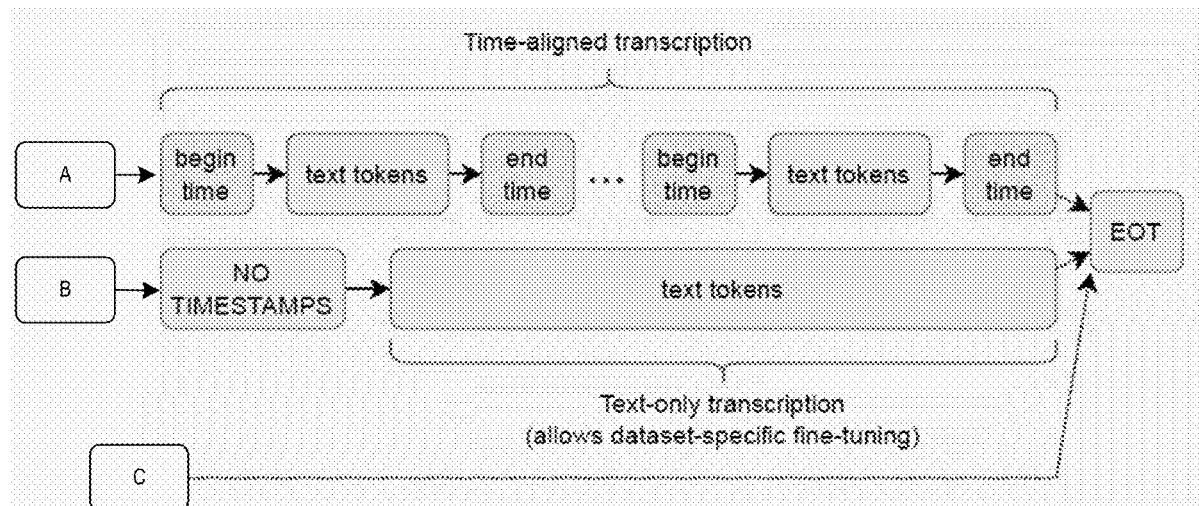 Time-aligned transcription
A
begin
time
text tokens
end
time
...
begin
time
text tokens
end
time
EOT
B
NO
TIMESTAMPS
text tokens
Text-only transcription
(allows dataset-specific fine-tuning)
C